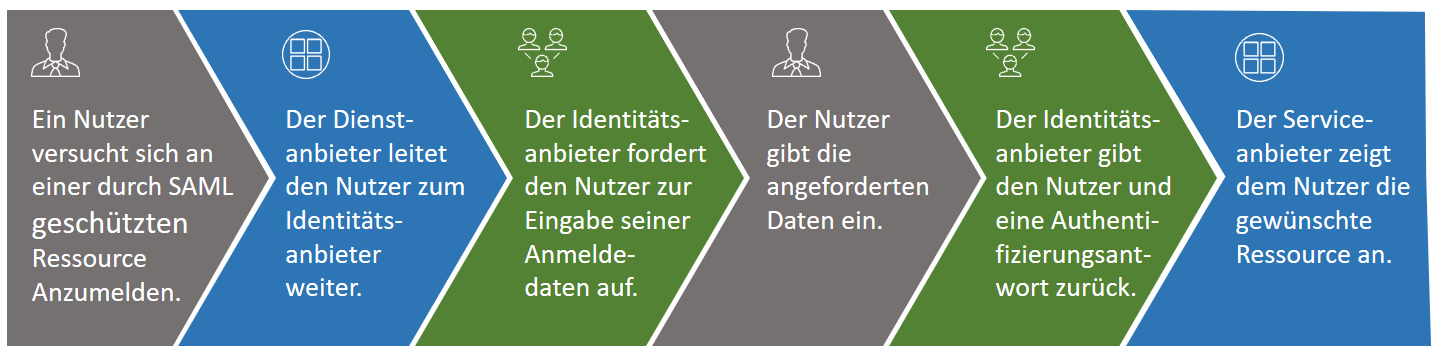 Ein Nutzer
versucht sich an
einer durch SAML
geschützten
Ressource
Anzumelden.
Der Dienst-
anbieter leitet
den Nutzer zum
Identitäts-
anbieter
weiter.
Der Identitäts-
anbieter fordert
den Nutzer zur
Eingabe seiner
Anmelde-
daten auf.
Der Nutzer
gibt die
angeforderten
Daten ein.
Der Identitäts-
anbieter gibt
den Nutzer und
eine Authenti-
fizierungsant-
wort zurück.
Der Service-
anbieter zeigt
dem Nutzer die
gewünschte
Ressource an.